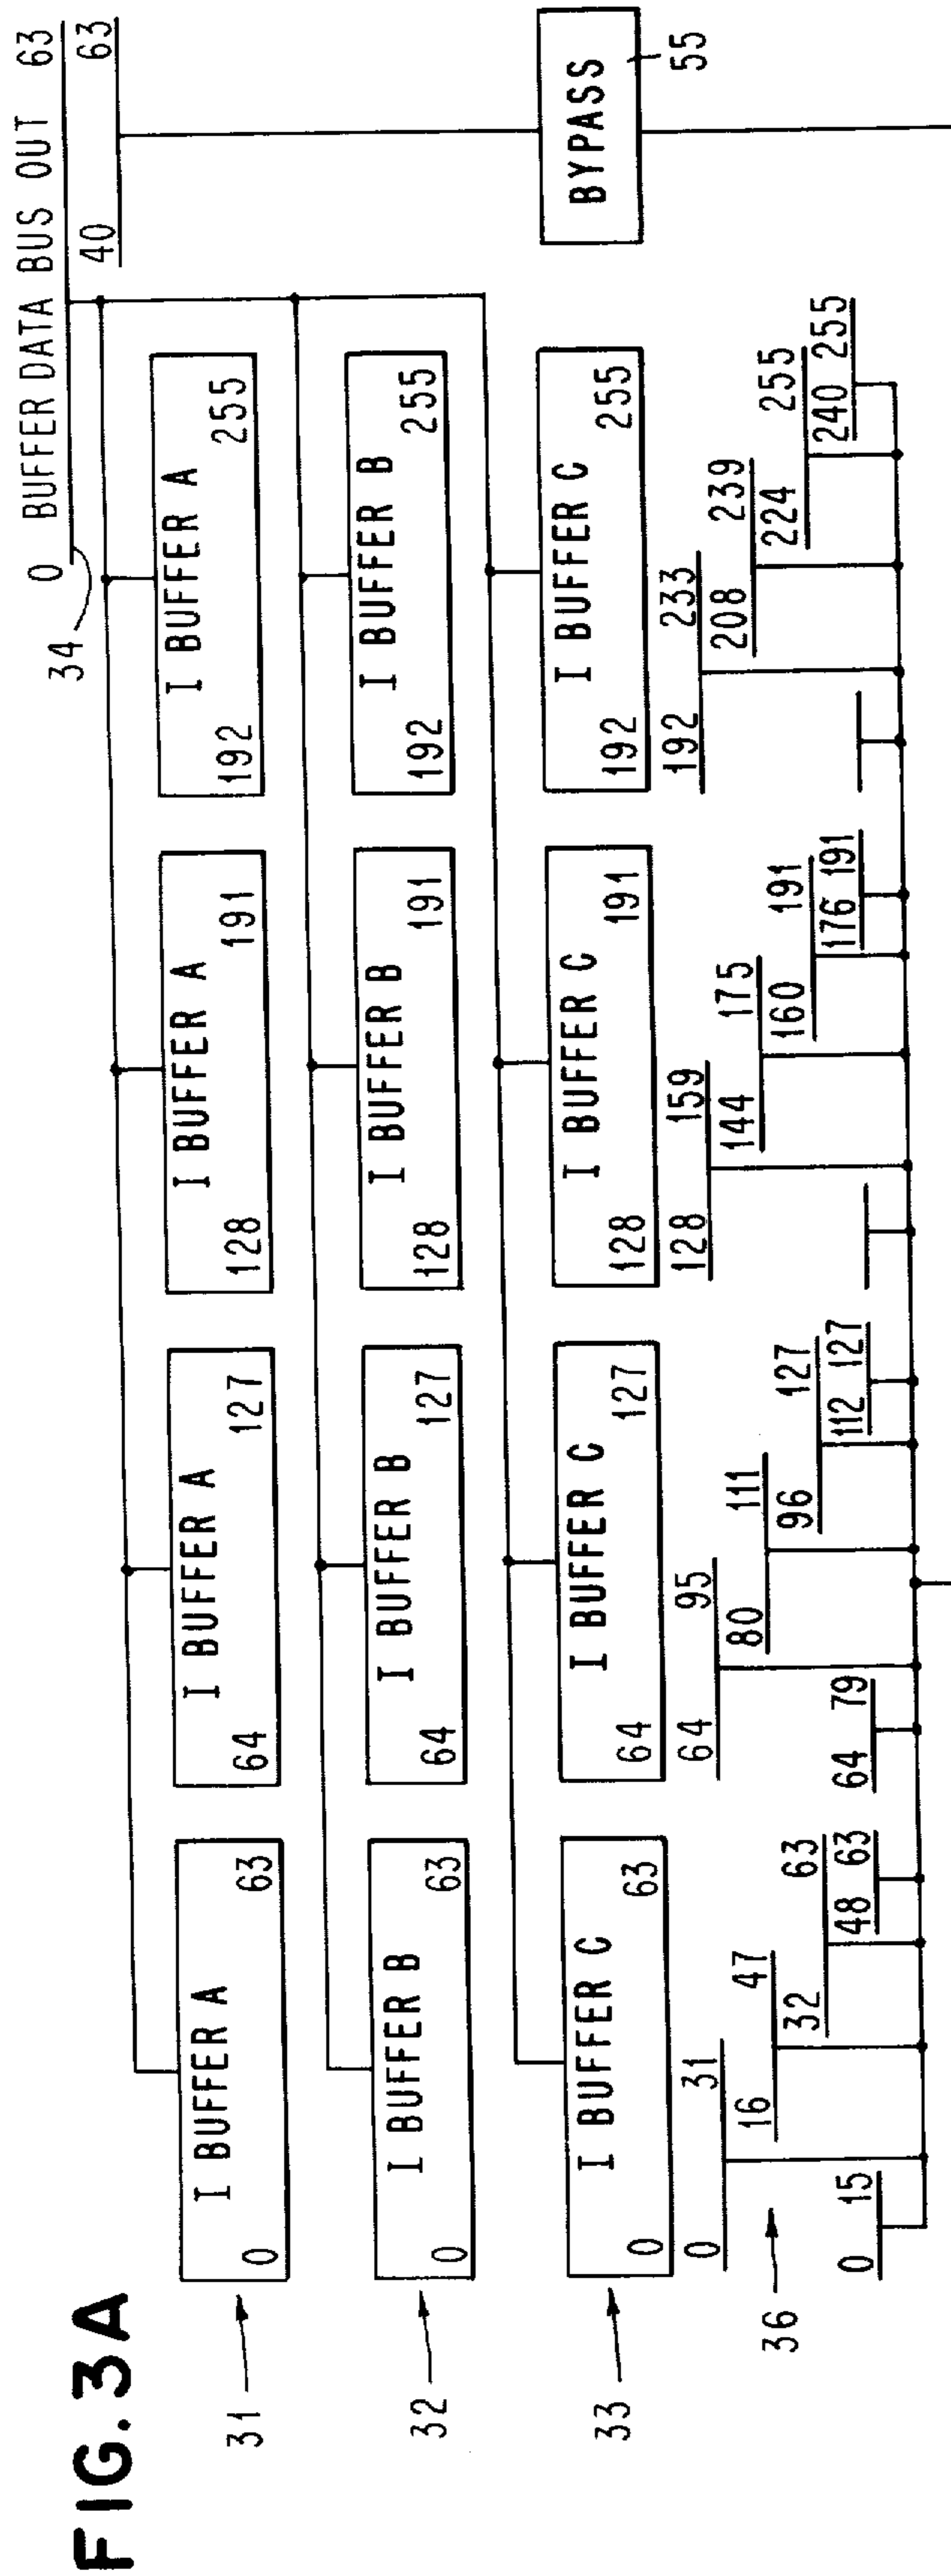 FIG. 3A
0 BUFFER DATA BUS OUT 63
34
40 63
31
I BUFFER A
0 63
I BUFFER A
64 127
I BUFFER A
128 191
I BUFFER A
192 255
32
I BUFFER B
0 63
I BUFFER B
64 127
I BUFFER B
128 191
I BUFFER B
192 255
33
I BUFFER C
0 63
I BUFFER C
64 127
I BUFFER C
128 191
I BUFFER C
192 255
BYPASS
55
0 31
64 95
128 159
192 233
16 47
80 111
144 175
208 239
36
32 63
96 127
160 191
224 255
0 15
48 63
64 79
112 127
176 191
240 255